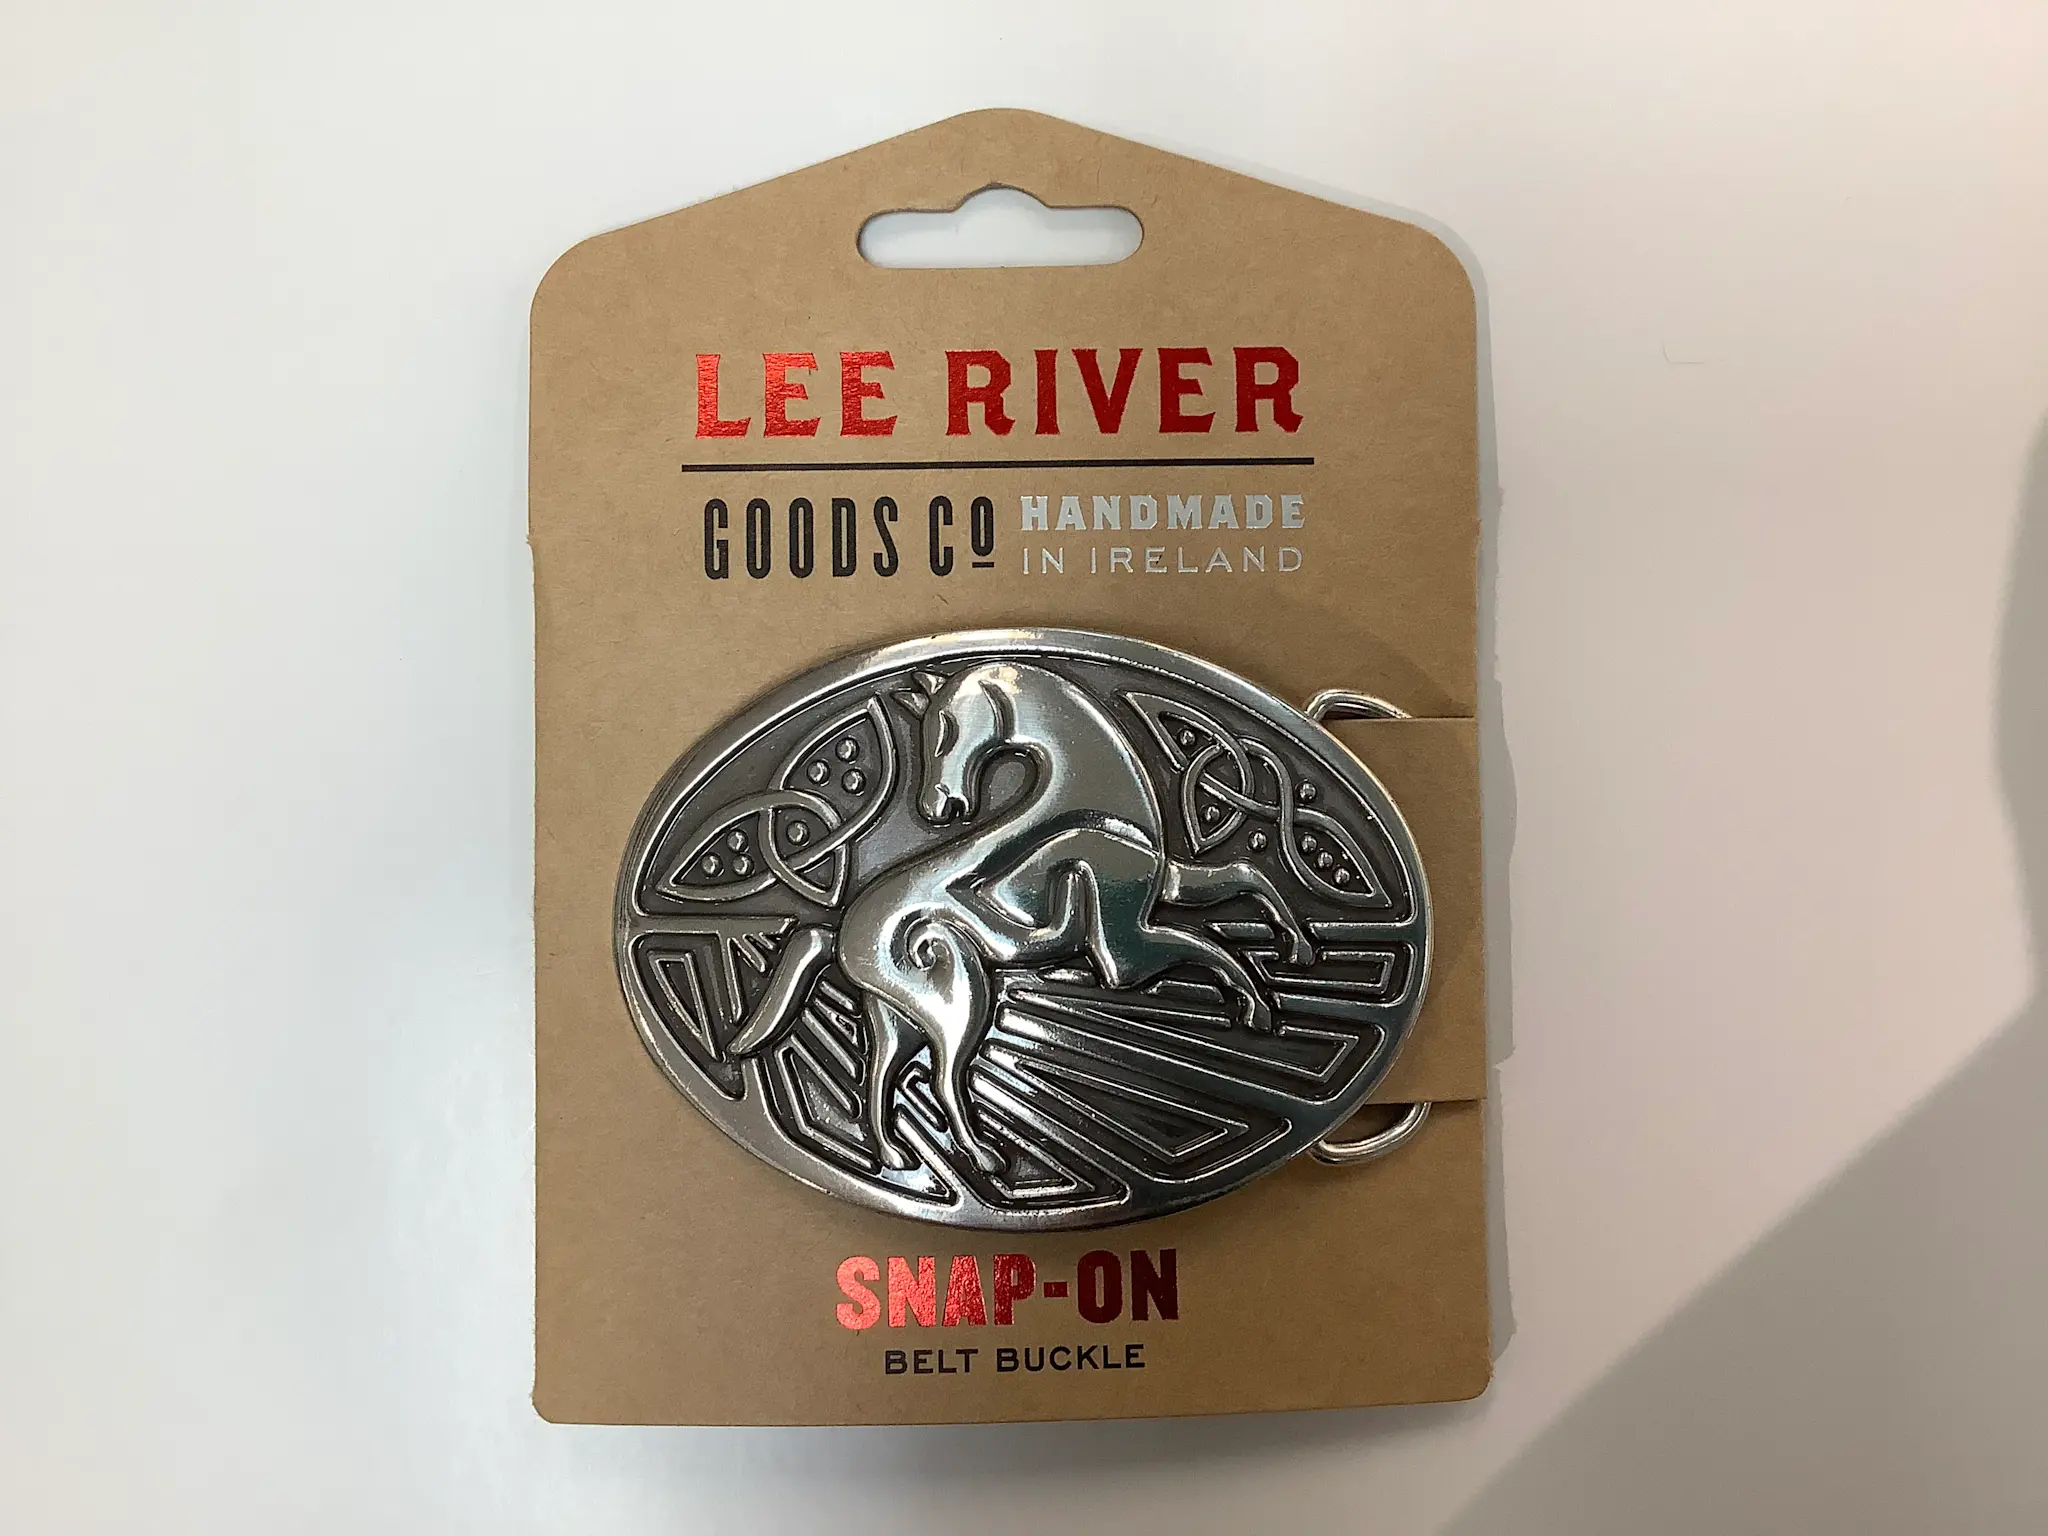 LEE RIVER
GOODS Co HANDMADE
IN IRELAND
SNAP-ON
BELT BUCKLE